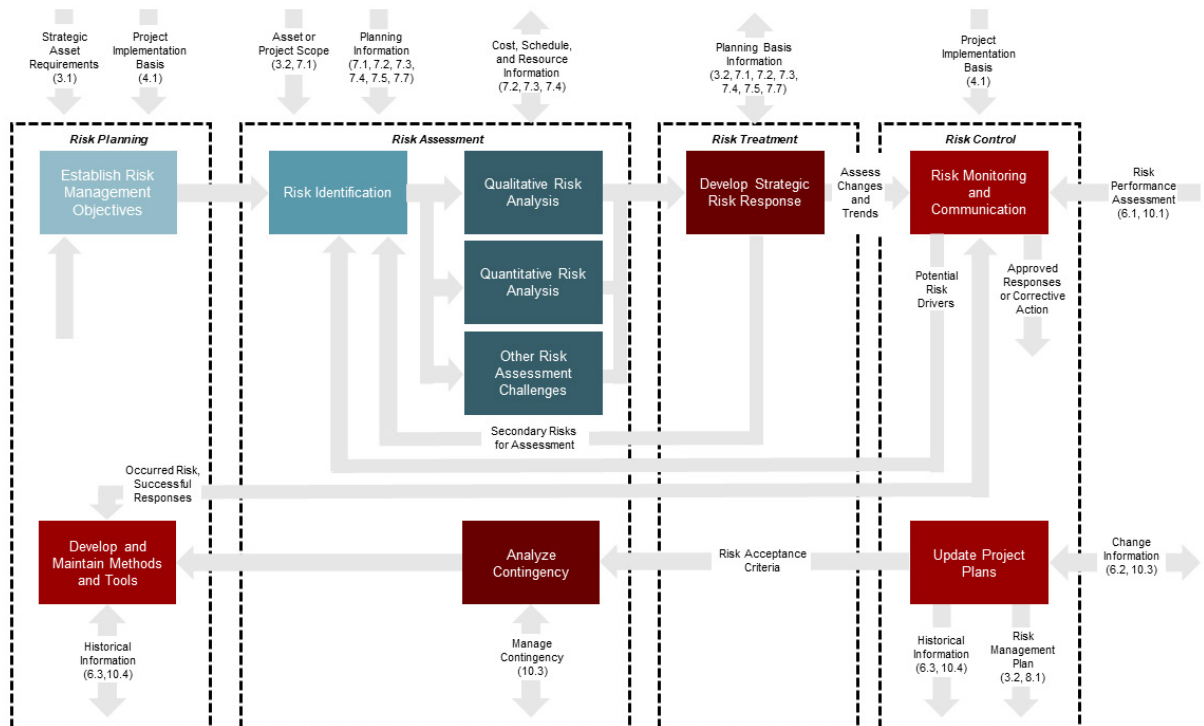 Strategic
Asset
Requirements
(3.1)
Project
Implementation
Basis
(4.1)
Asset or
Project Scope
(3.2, 7.1)
Planning
Information
(7.1, 7.2, 7.3,
7.4, 7.5, 7.7)
Cost, Schedule,
and Resource
Information
(7.2, 7.3, 7.4)
Planning Basis
Information
(3.2, 7.1, 7.2, 7.3,
7.4, 7.5, 7.7)
Project
Implementation
Basis
(4.1)
Risk Planning
Risk Assessment
Risk Treatment
Risk Control
Establish Risk
Management
Objectives
Risk Identification
Qualitative Risk
Analysis
Develop Strategic
Risk Response
Assess
Changes
and
Trends
Risk Monitoring
and
Communication
Risk
Performance
Assessment
(6.1, 10.1)
Quantitative Risk
Analysis
Potential
Risk
Drivers
Approved
Responses
or Corrective
Action
Other Risk
Assessment
Challenges
Secondary Risks
for Assessment
Occurred Risk,
Successful
Responses
Develop and
Maintain Methods
and Tools
Analyze
Contingency
Risk Acceptance
Criteria
Update Project
Plans
Change
Information
(6.2, 10.3)
Historical
Information
(6.3,10.4)
Manage
Contingency
(10.3)
Historical
Information
(6.3, 10.4)
Risk
Management
Plan
(3.2, 8.1)